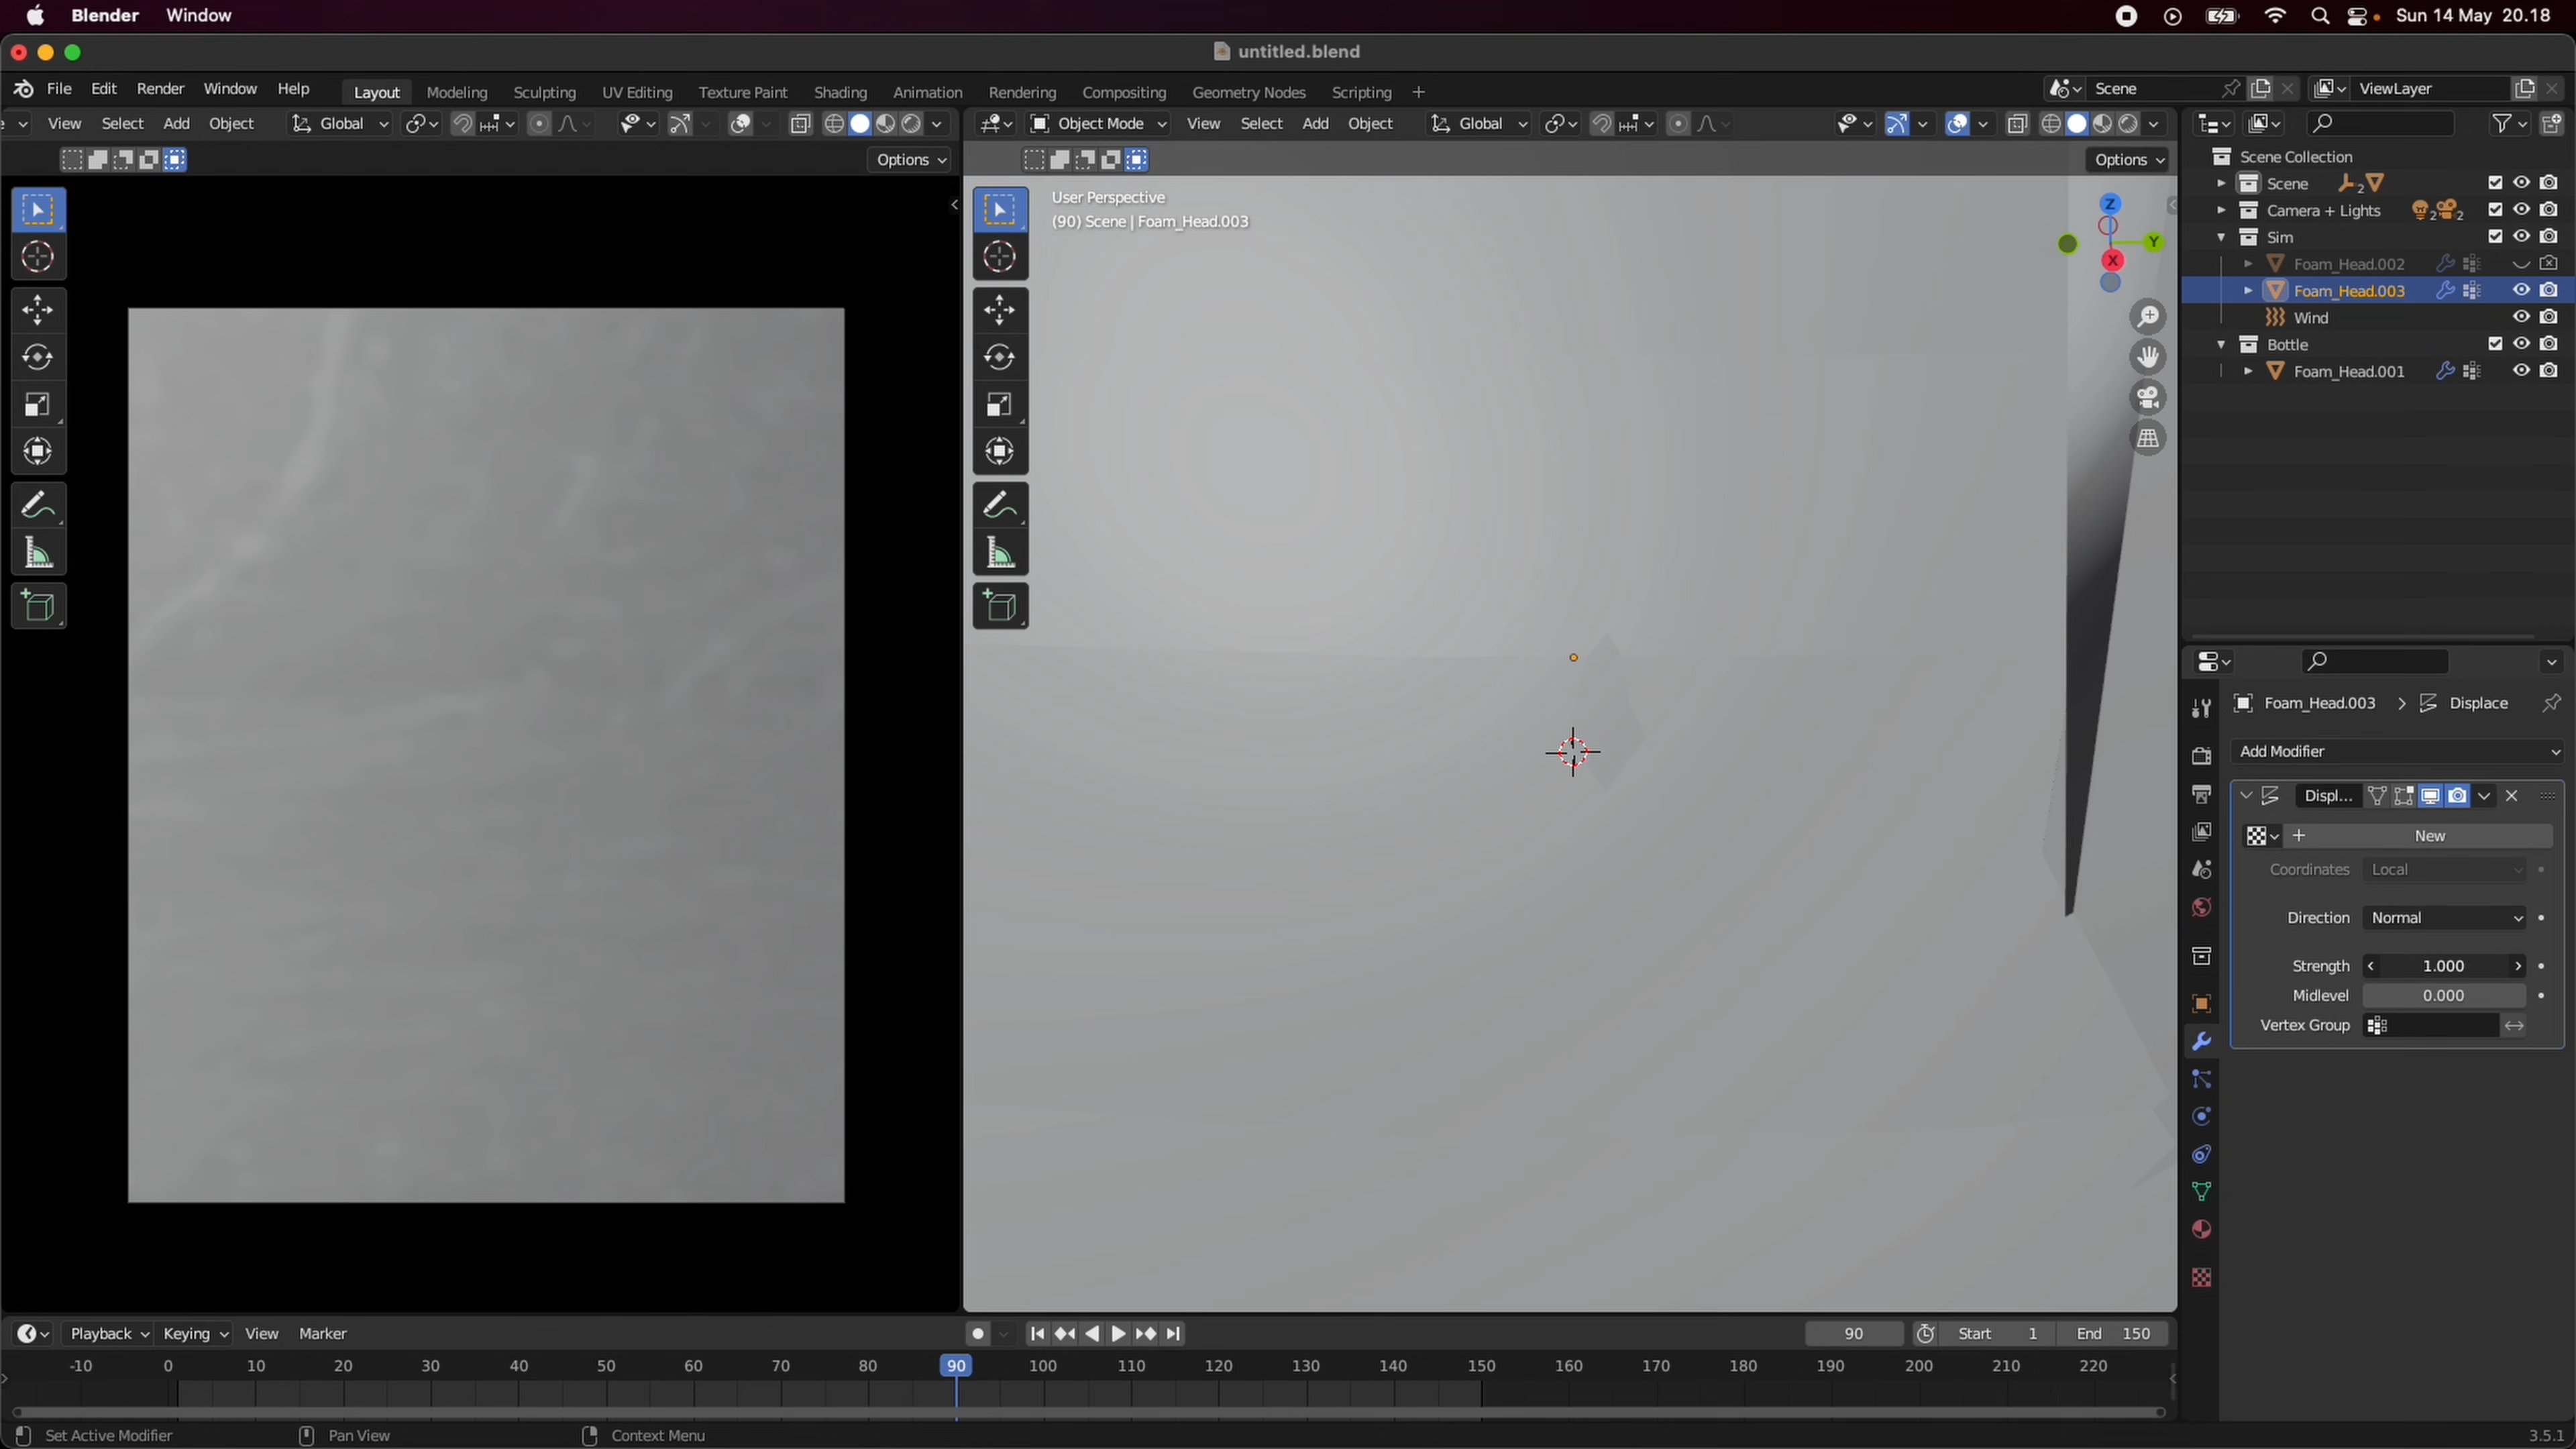 Blender Window Sun 14 May 20.18
untitled.blend
File Edit Render Window Help Layout Modeling Sculpting UV Editing Texture Paint Shading Animation Rendering Compositing Geometry Nodes Scripting + Scene ViewLayer
View Select Add Object Global Object Mode View Select Add Object Global
Options Options
User Perspective
(90) Scene | Foam_Head.003
Z
Y
X
Scene Collection
Scene 2
Camera + Lights 2 2
Sim
Foam_Head.002
Foam_Head.003
Wind
Bottle
Foam_Head.001
Foam_Head.003 > Displace
Add Modifier
Displ...
+ New
Coordinates Local
Direction Normal
Strength 1.000
Midlevel 0.000
Vertex Group
Playback Keying View Marker 90 Start 1 End 150
-10 0 10 20 30 40 50 60 70 80 90 100 110 120 130 140 150 160 170 180 190 200 210 220
Set Active Modifier Pan View Context Menu 3.5.1